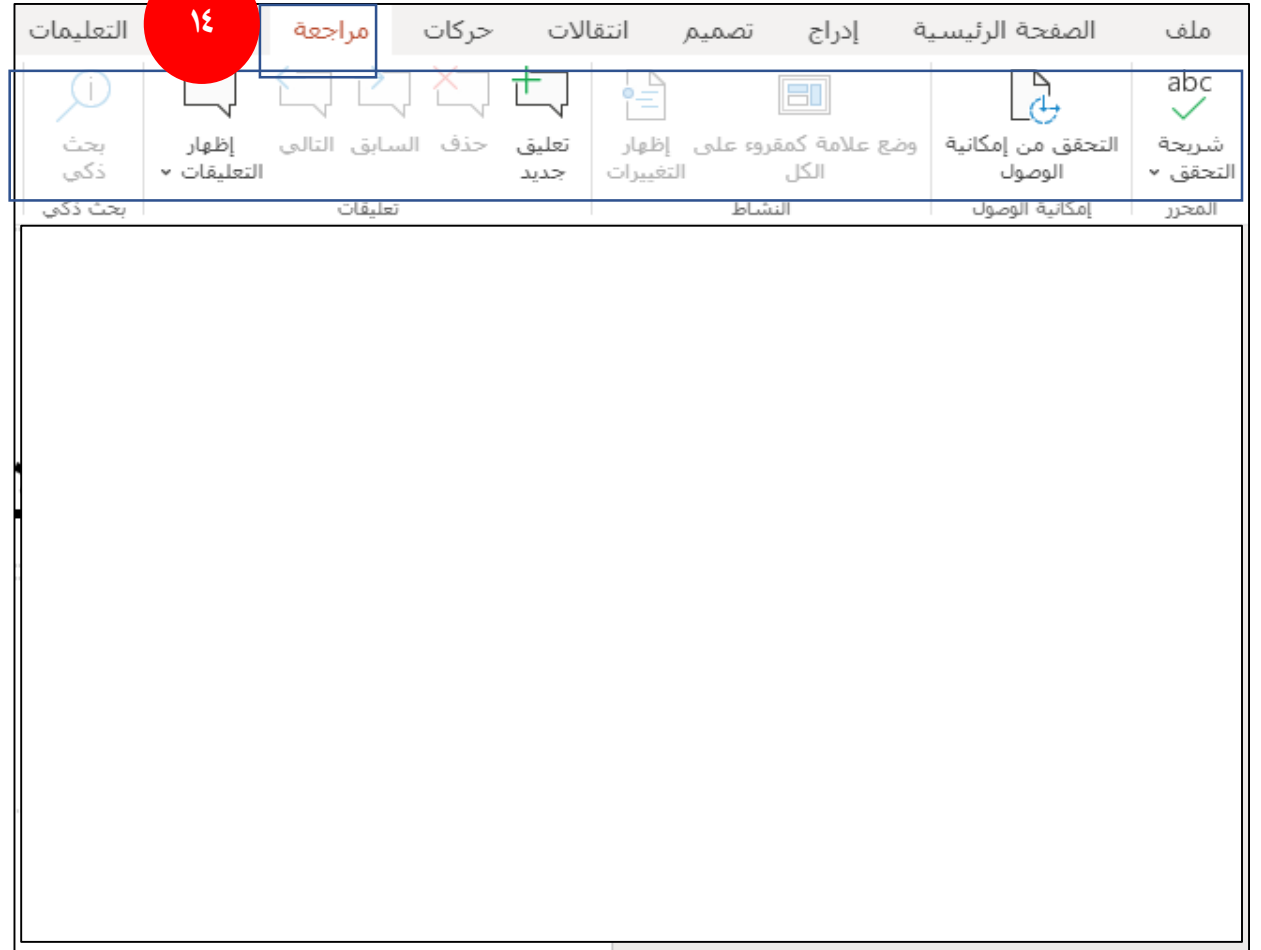 ملف الصفحة الرئيسية إدراج تصميم انتقالات حركات مراجعة ١٤ التعليمات
abc
شريحة التحقق
التحقق من إمكانية الوصول
وضع علامة كمقروء على الكل
إظهار التغييرات
تعليق جديد
حذف
السابق
التالي
إظهار التعليقات
بحث ذكي
المحرر إمكانية الوصول النشاط تعليقات بحث ذكي